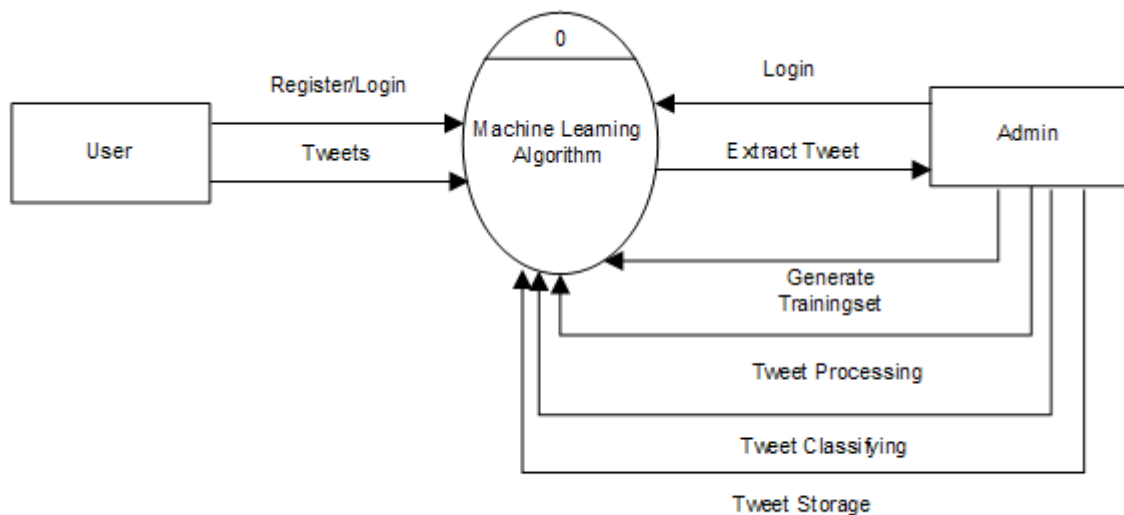 0
Register/Login
Login
User
Machine Learning
Algorithm
Admin
Tweets
Extract Tweet
Generate
Trainingset
Tweet Processing
Tweet Classifying
Tweet Storage